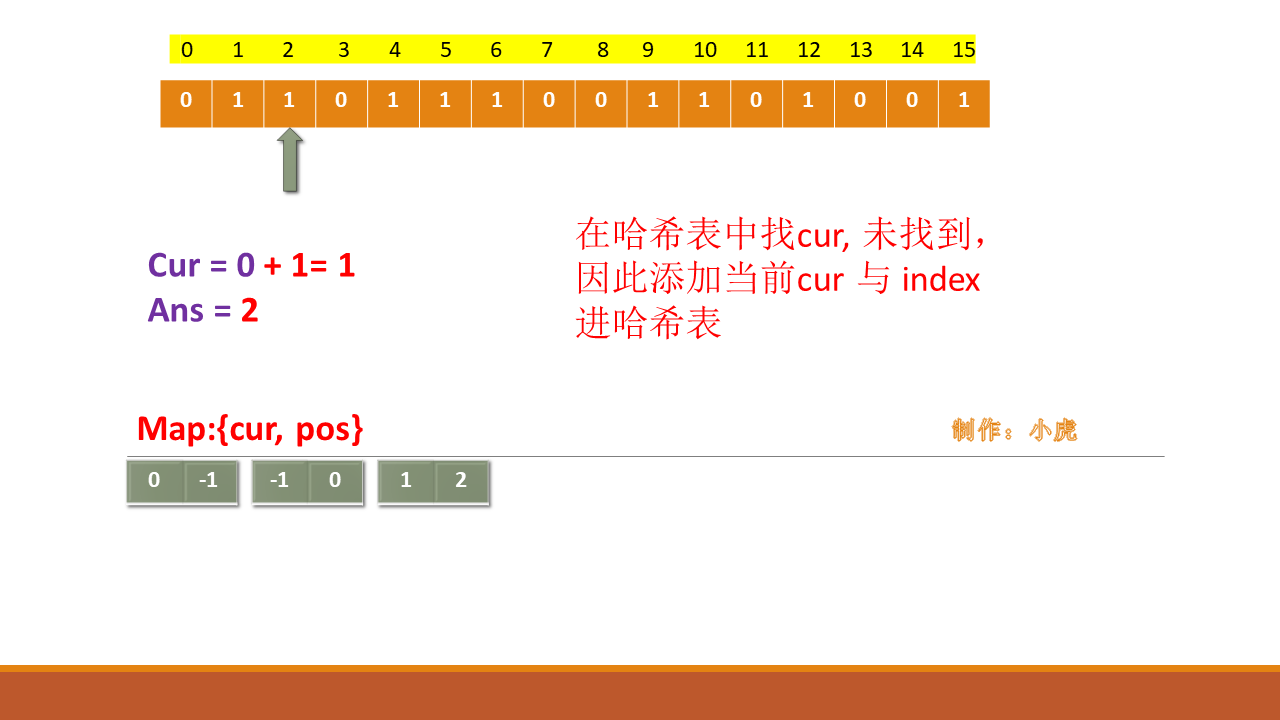 0 1 2 3 4 5 6 7 8 9 10 11 12 13 14 15
0 1 1 0 1 1 1 0 0 1 1 0 1 0 0 1
Cur = 0 + 1= 1
Ans = 2
在哈希表中找cur, 未找到，
因此添加当前cur 与 index
进哈希表
Map:{cur, pos}
制作：小虎
0 -1 -1 0 1 2